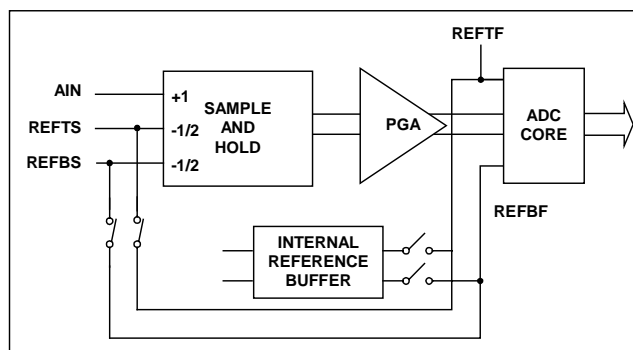 REFTF
AIN
+1
SAMPLE
AND
HOLD
REFTS
-1/2
REFBS
-1/2
PGA
ADC
CORE
REFBF
INTERNAL
REFERENCE
BUFFER